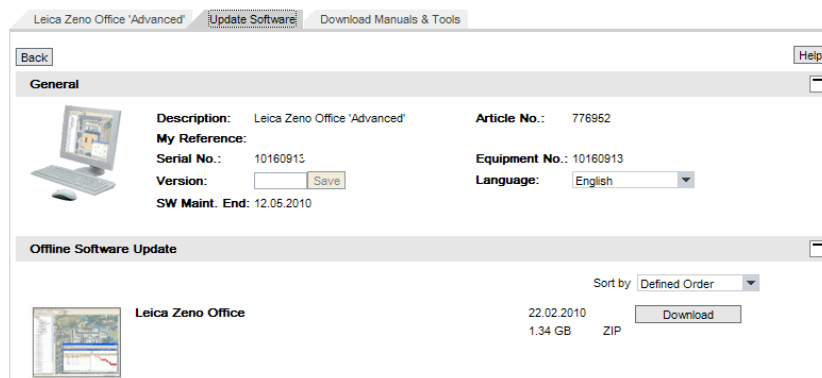 Leica Zeno Office 'Advanced' Update Software Download Manuals & Tools
Back Help
General
Description: Leica Zeno Office 'Advanced' Article No.: 776952
My Reference:
Serial No.: 10160913 Equipment No.: 10160913
Version: Save Language: English
SW Maint. End: 12.05.2010
Offline Software Update
Sort by Defined Order
Leica Zeno Office 22.02.2010 Download
1.34 GB ZIP